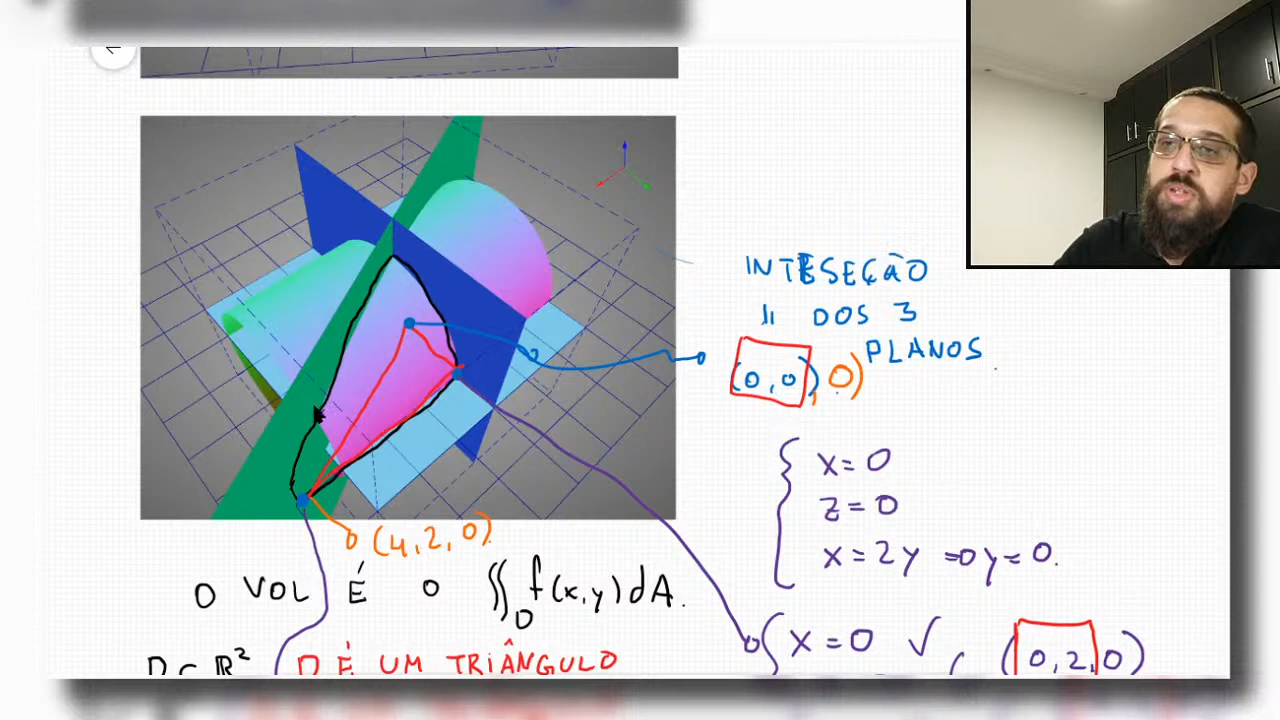 INTESEÇÃO
DOS 3
PLANOS
(0,0),0)
x=0
z=0
x=2y => y=0.
(4,2,0)
O VOL É O ∬D f(x,y)dA.
x=0 ✓
(0,2,0)
D ⊂ ℝ² D É UM TRIÂNGULO